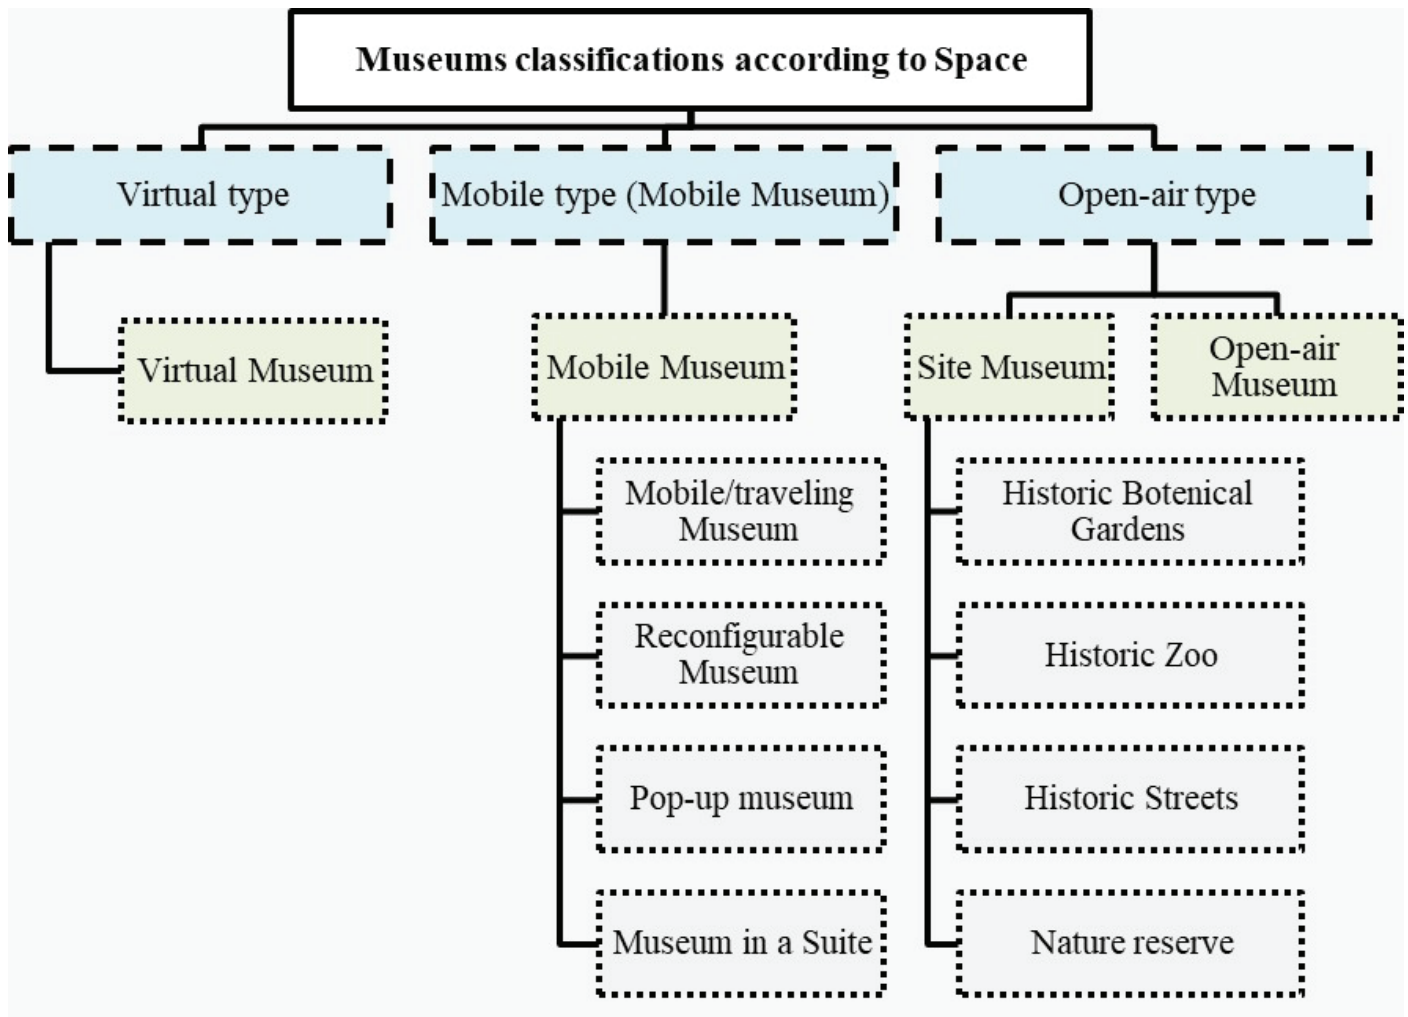 Museums classifications according to Space
Virtual type
Mobile type (Mobile Museum)
Open-air type
Virtual Museum
Mobile Museum
Site Museum
Open-air
Museum
Mobile/traveling
Museum
Reconfigurable
Museum
Pop-up museum
Museum in a Suite
Historic Botenical
Gardens
Historic Zoo
Historic Streets
Nature reserve